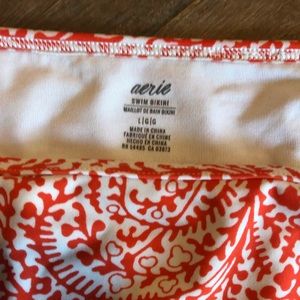 aerie
SWIM BIKINI
MAILLOT DE BAIN BIKINI
L|G|G
MADE IN CHINA
FABRIQUÉ EN CHINE
HECHO EN CHINA
RN 54485 CA 03073